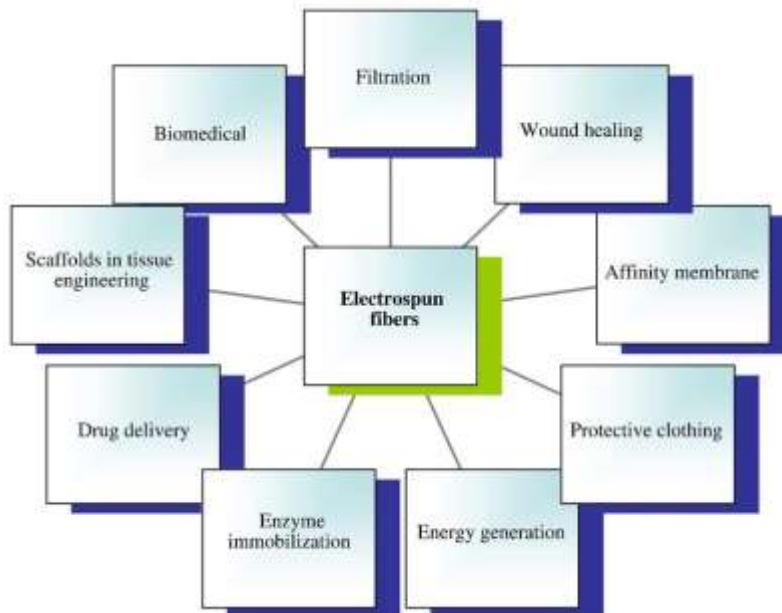 Filtration
Biomedical
Wound healing
Scaffolds in tissue
engineering
Affinity membrane
Electrospun
fibers
Drug delivery
Protective clothing
Enzyme
immobilization
Energy generation